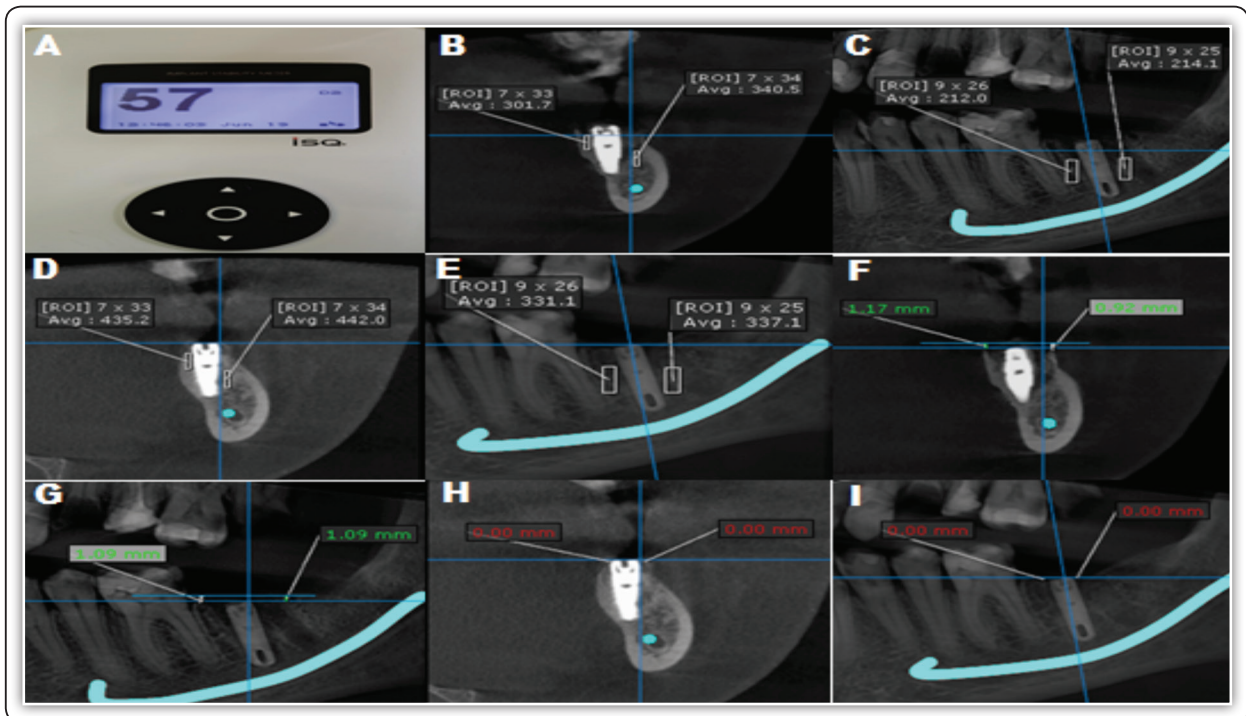 A
IMPLANT STABILITY METER
57
ISQ
B
[ROI] 7 x 33
Avg : 301.7
[ROI] 7 x 34
Avg : 340.5
C
[ROI] 9 x 26
Avg : 212.0
[ROI] 9 x 25
Avg : 214.1
D
[ROI] 7 x 33
Avg : 435.2
[ROI] 7 x 34
Avg : 442.0
E
[ROI] 9 x 26
Avg : 331.1
[ROI] 9 x 25
Avg : 337.1
F
1.17 mm
0.92 mm
G
1.09 mm
1.09 mm
H
0.00 mm
0.00 mm
I
0.00 mm
0.00 mm